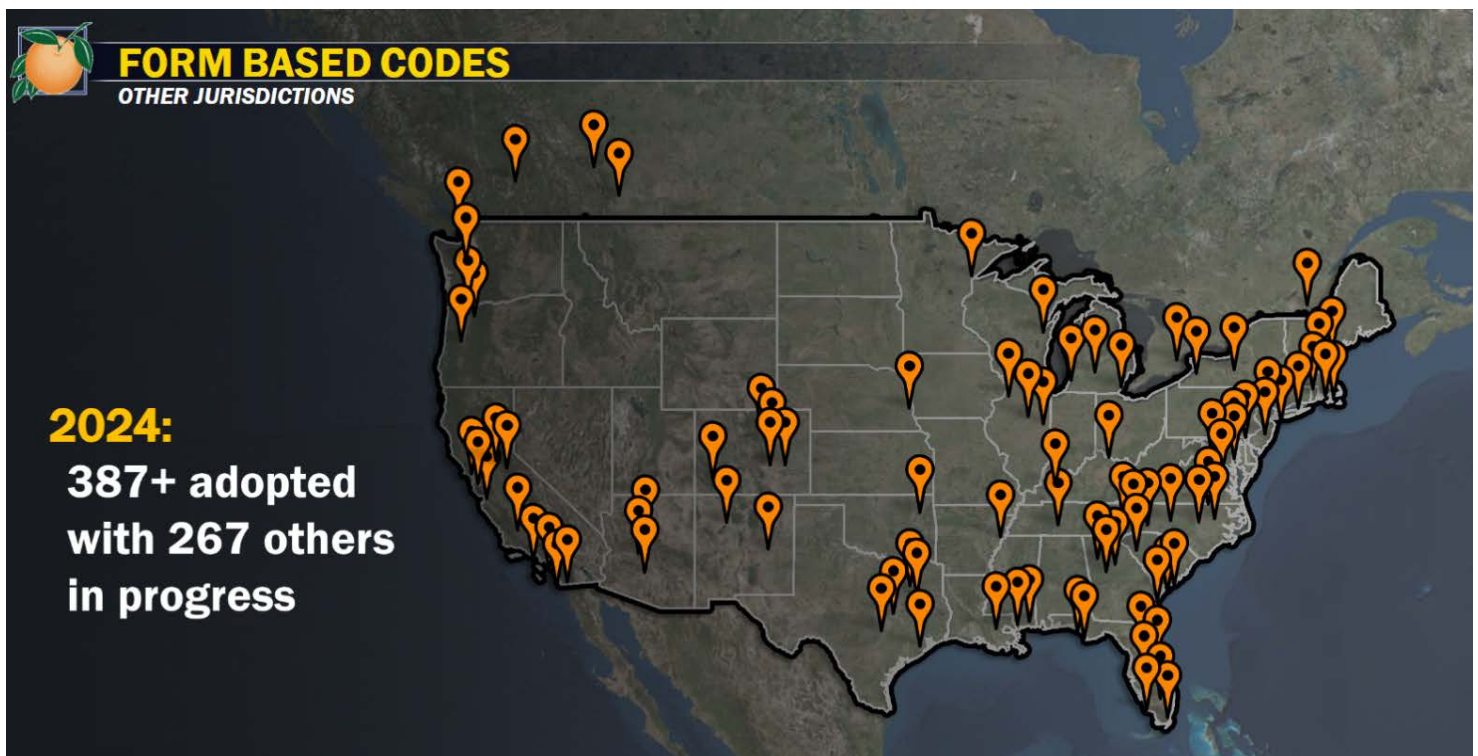 FORM BASED CODES
OTHER JURISDICTIONS
2024:
387+ adopted
with 267 others
in progress